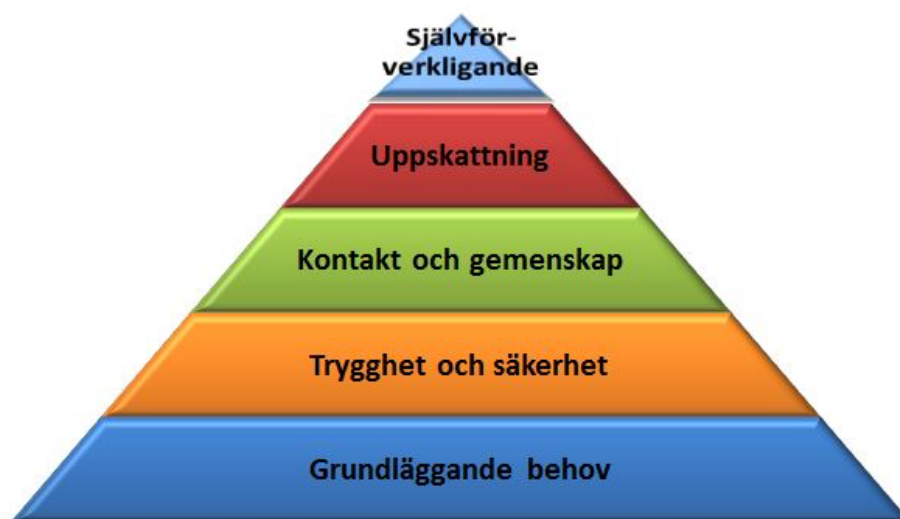 Självför-
verkligande
Uppskattning
Kontakt och gemenskap
Trygghet och säkerhet
Grundläggande behov